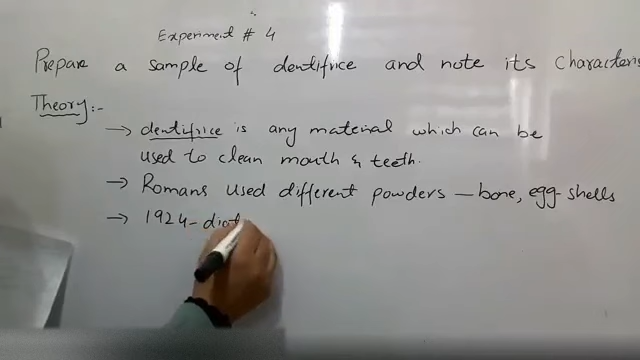 Experiment # 4
Prepare a sample of dentifrice and note its Characteris
Theory:-
→ dentifrice is any material which can be
used to clean mouth & teeth.
→ Romans used different powders — bone, egg shells
→ 1924 - diat